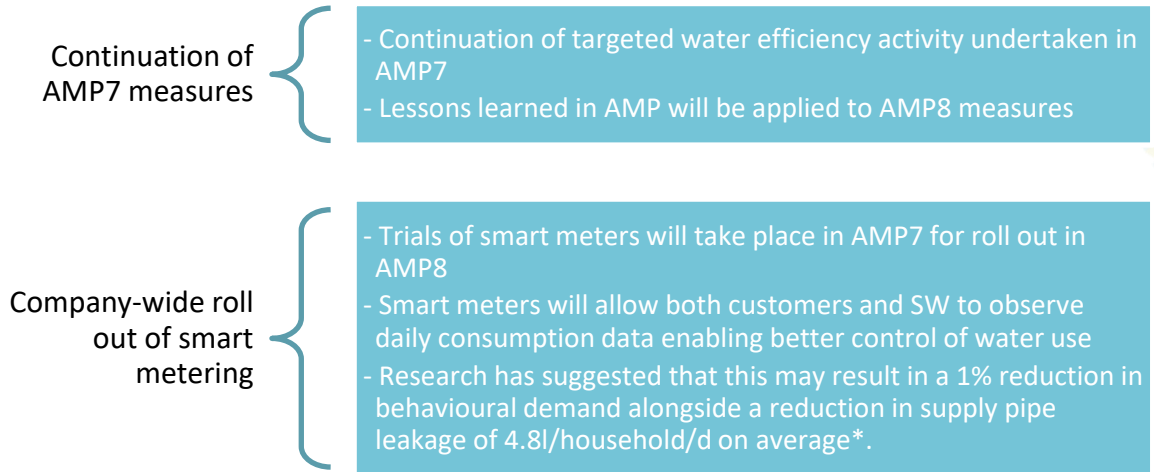 Continuation of
AMP7 measures
- Continuation of targeted water efficiency activity undertaken in
AMP7
- Lessons learned in AMP will be applied to AMP8 measures
Company-wide roll
out of smart
metering
- Trials of smart meters will take place in AMP7 for roll out in
AMP8
- Smart meters will allow both customers and SW to observe
daily consumption data enabling better control of water use
- Research has suggested that this may result in a 1% reduction in
behavioural demand alongside a reduction in supply pipe
leakage of 4.8l/household/d on average*.